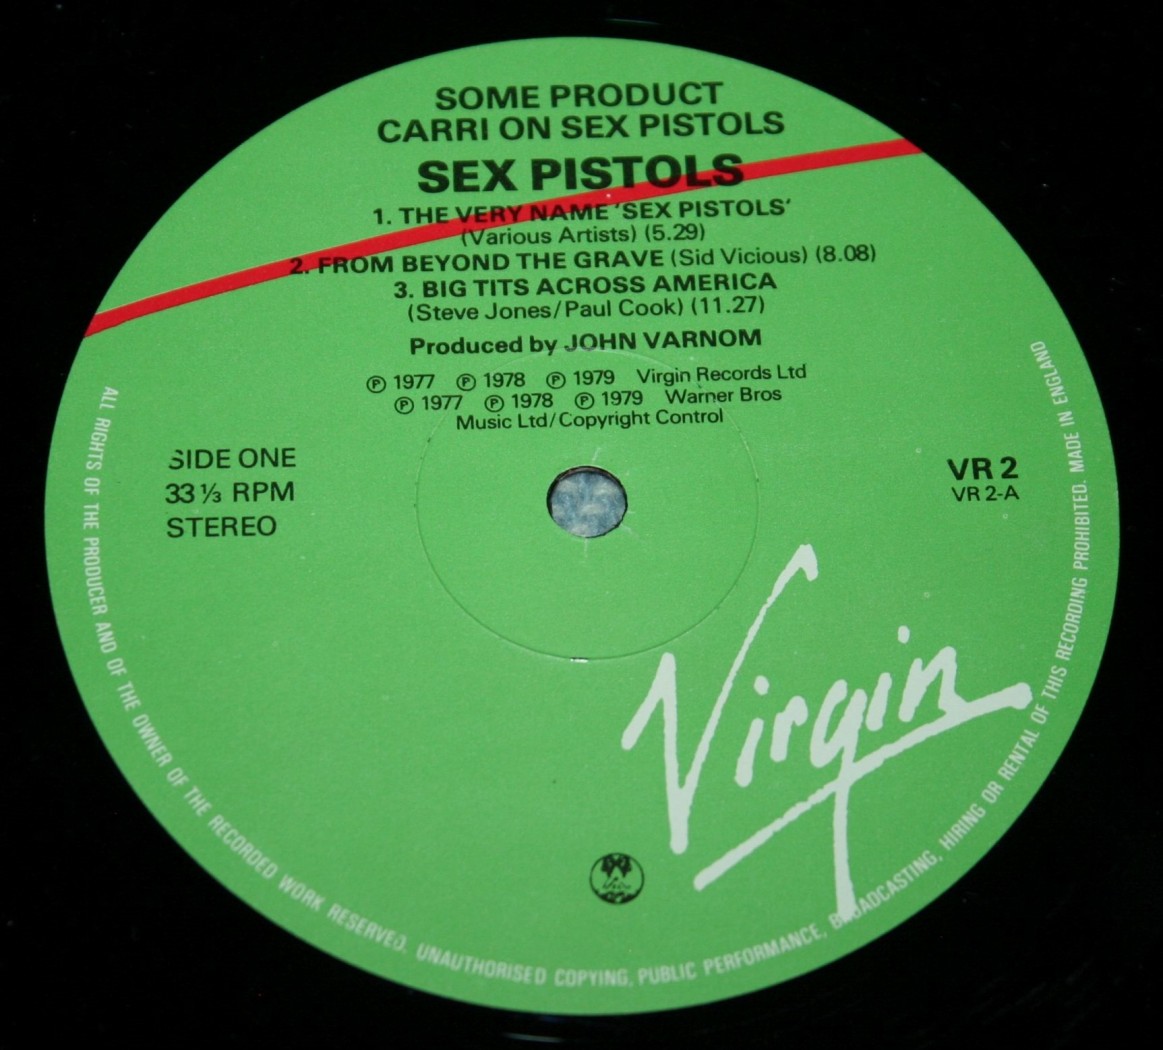 SOME PRODUCT
CARRI ON SEX PISTOLS
SEX PISTOLS
1. THE VERY NAME 'SEX PISTOLS'
(Various Artists) (5.29)
2. FROM BEYOND THE GRAVE (Sid Vicious) (8.08)
3. BIG TITS ACROSS AMERICA
(Steve Jones/Paul Cook) (11.27)
Produced by JOHN VARNOM
Ⓟ 1977 Ⓟ 1978 Ⓟ 1979 Virgin Records Ltd
Ⓟ 1977 Ⓟ 1978 Ⓟ 1979 Warner Bros
Music Ltd/Copyright Control
SIDE ONE
33⅓ RPM
STEREO
VR 2
VR 2-A
Virgin
ALL RIGHTS OF THE PRODUCER AND OF THE OWNER OF THE RECORDED WORK RESERVED. UNAUTHORISED COPYING, PUBLIC PERFORMANCE, BROADCASTING, HIRING OR RENTAL OF THIS RECORDING PROHIBITED. MADE IN ENGLAND